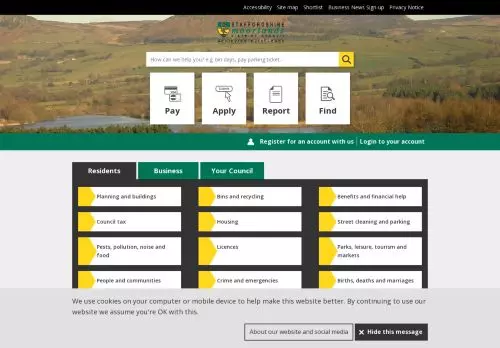 Accessibility Site map Shortlist Business News Sign-up Privacy Notice
STAFFORDSHIRE
moorlands
How can we help you? e.g. bin days, pay parking ticket...
Pay Apply Report Find
Register for an account with us Login to your account
Residents Business Your Council
Planning and buildings Bins and recycling Benefits and financial help
Council tax Housing Street cleaning and parking
Pests, pollution, noise and food Licences Parks, leisure, tourism and markets
People and communities Crime and emergencies Births, deaths and marriages
We use cookies on your computer or mobile device to help make this website better. By continuing to use
our website we assume you're OK with this.
About our website and social media Hide this message